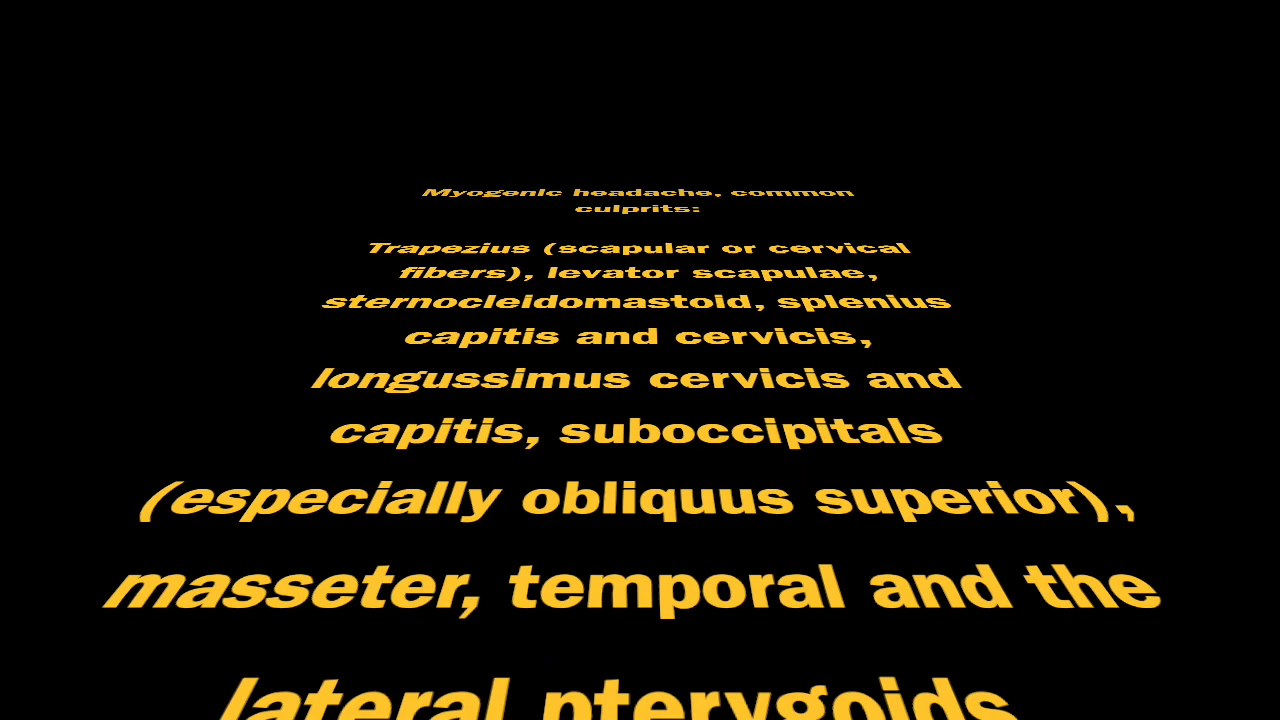 Myogenic headache, common
culprits:
Trapezius (scapular or cervical
fibers), levator scapulae,
sternocleidomastoid, splenius
capitis and cervicis,
longussimus cervicis and
capitis, suboccipitals
(especially obliquus superior),
masseter, temporal and the
lateral pterygoids